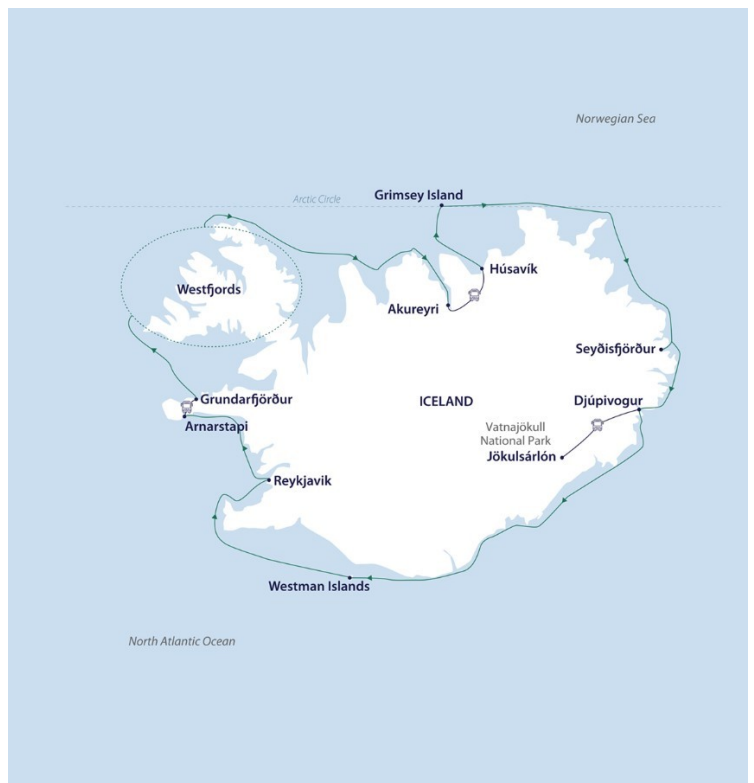 Norwegian Sea
Arctic Circle
Grimsey Island
Húsavík
Westfjords
Akureyri
Seyðisfjörður
Grundarfjörður
ICELAND
Djúpivogur
Arnarstapi
Vatnajökull
National Park
Jökulsárlón
Reykjavik
Westman Islands
North Atlantic Ocean